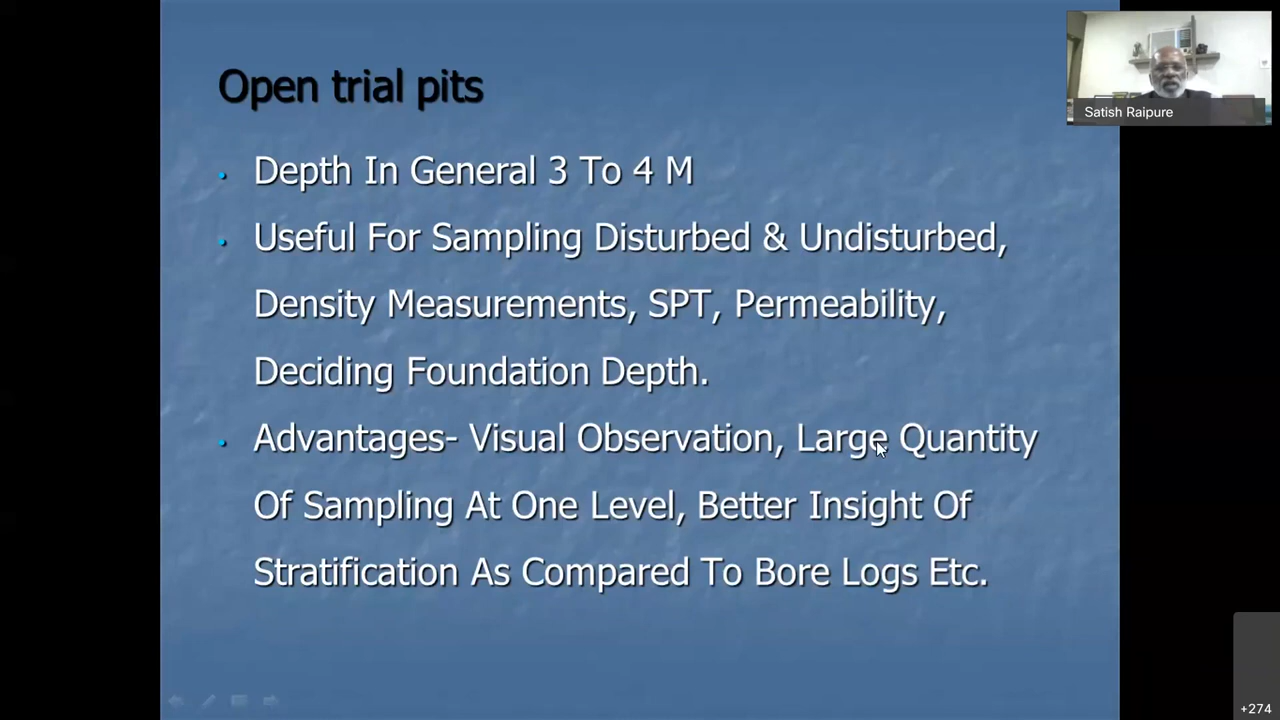 Open trial pits
Satish Raipure
• Depth In General 3 To 4 M
• Useful For Sampling Disturbed & Undisturbed,
Density Measurements, SPT, Permeability,
Deciding Foundation Depth.
• Advantages- Visual Observation, Large Quantity
Of Sampling At One Level, Better Insight Of
Stratification As Compared To Bore Logs Etc.
+274